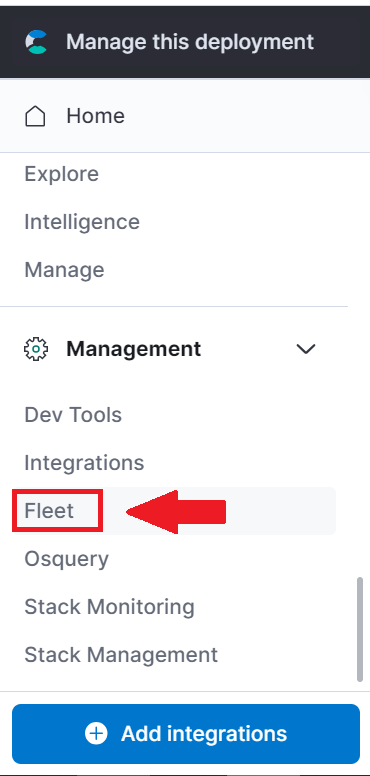 Manage this deployment
Home
Explore
Intelligence
Manage
Management
Dev Tools
Integrations
Fleet
Osquery
Stack Monitoring
Stack Management
Add integrations